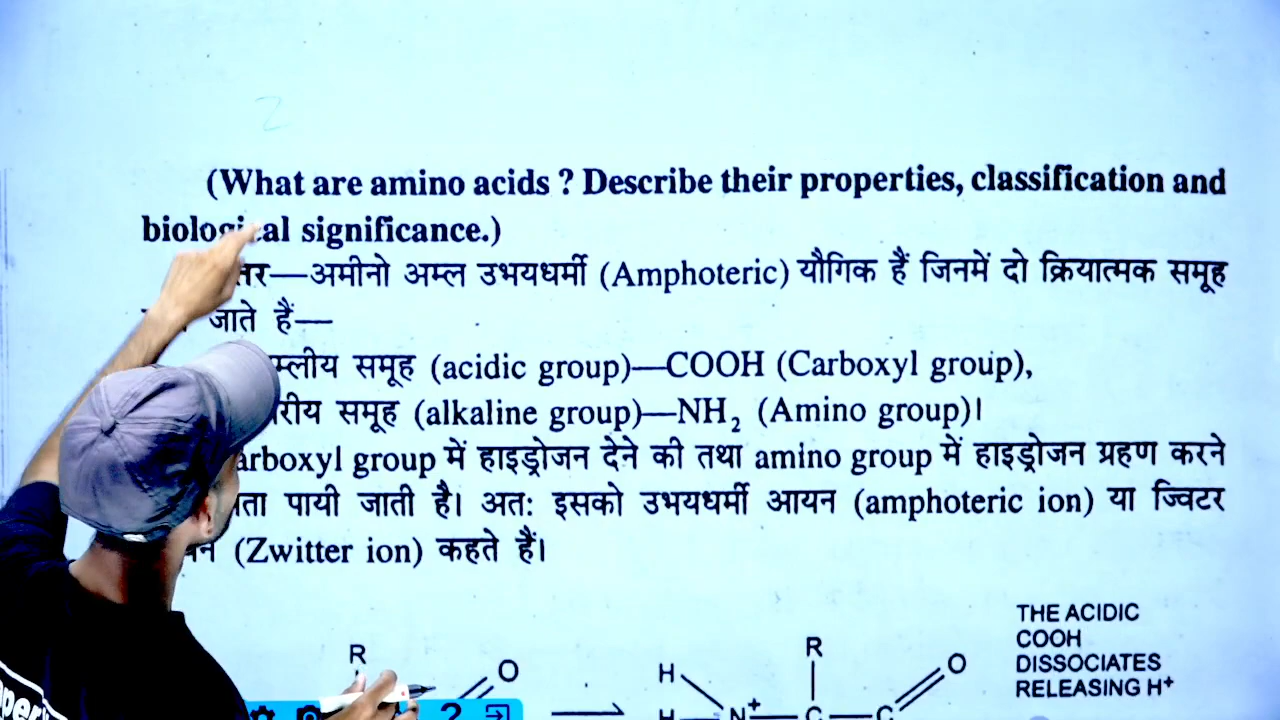 2
(What are amino acids ? Describe their properties, classification and
biological significance.)
—अमीनो अम्ल उभयधर्मी (Amphoteric) यौगिक हैं जिनमें दो क्रियात्मक समूह
जाते हैं—
समूह (acidic group)—COOH (Carboxyl group),
समूह (alkaline group)—NH₂ (Amino group)।
group में हाइड्रोजन देने की तथा amino group में हाइड्रोजन ग्रहण करने
पायी जाती है। अत: इसको उभयधर्मी आयन (amphoteric ion) या ज्विटर
(Zwitter ion) कहते हैं।
THE ACIDIC
COOH
DISSOCIATES
RELEASING H⁺
R
O
R
O
H
H N⁺ C C
?